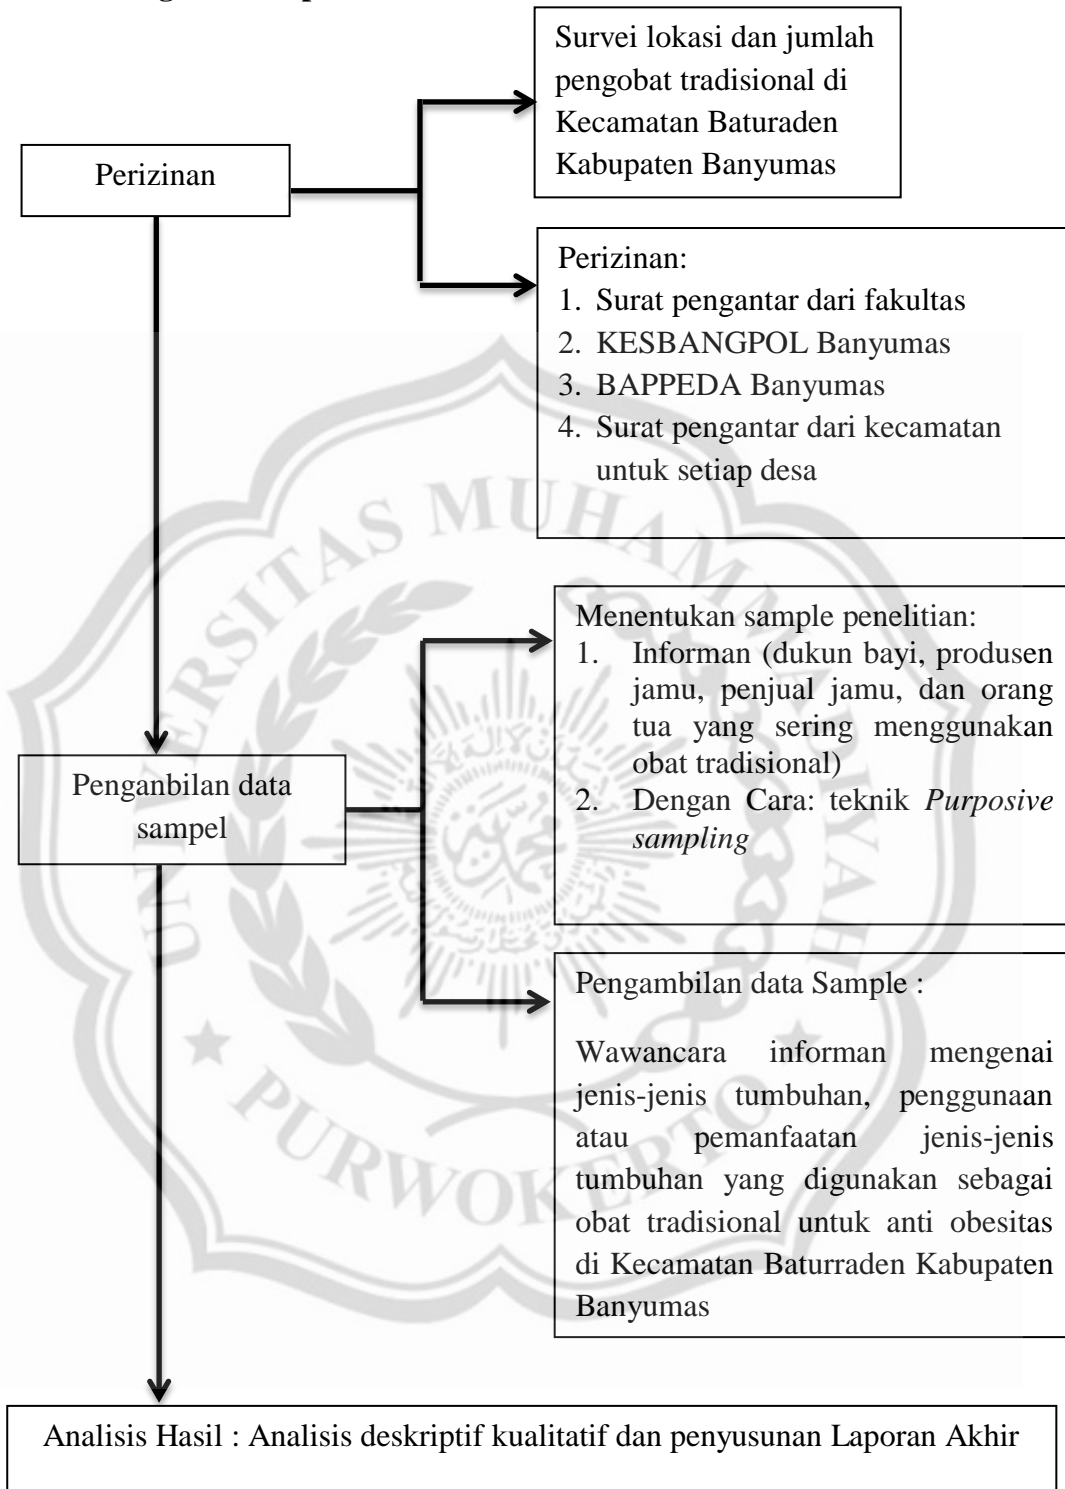 Survei lokasi dan jumlah
pengobat tradisional di
Kecamatan Baturaden
Kabupaten Banyumas
Perizinan
Perizinan:
1. Surat pengantar dari fakultas
2. KESBANGPOL Banyumas
3. BAPPEDA Banyumas
4. Surat pengantar dari kecamatan
untuk setiap desa
Menentukan sample penelitian:
1. Informan (dukun bayi, produsen
jamu, penjual jamu, dan orang
tua yang sering menggunakan
obat tradisional)
2. Dengan Cara: teknik Purposive
sampling
Penganbilan data
sampel
Pengambilan data Sample :
Wawancara informan mengenai
jenis-jenis tumbuhan, penggunaan
atau pemanfaatan jenis-jenis
tumbuhan yang digunakan sebagai
obat tradisional untuk anti obesitas
di Kecamatan Baturraden Kabupaten
Banyumas
Analisis Hasil : Analisis deskriptif kualitatif dan penyusunan Laporan Akhir
UNIVERSITAS MUHAMMADIYAH
PURWOKERTO